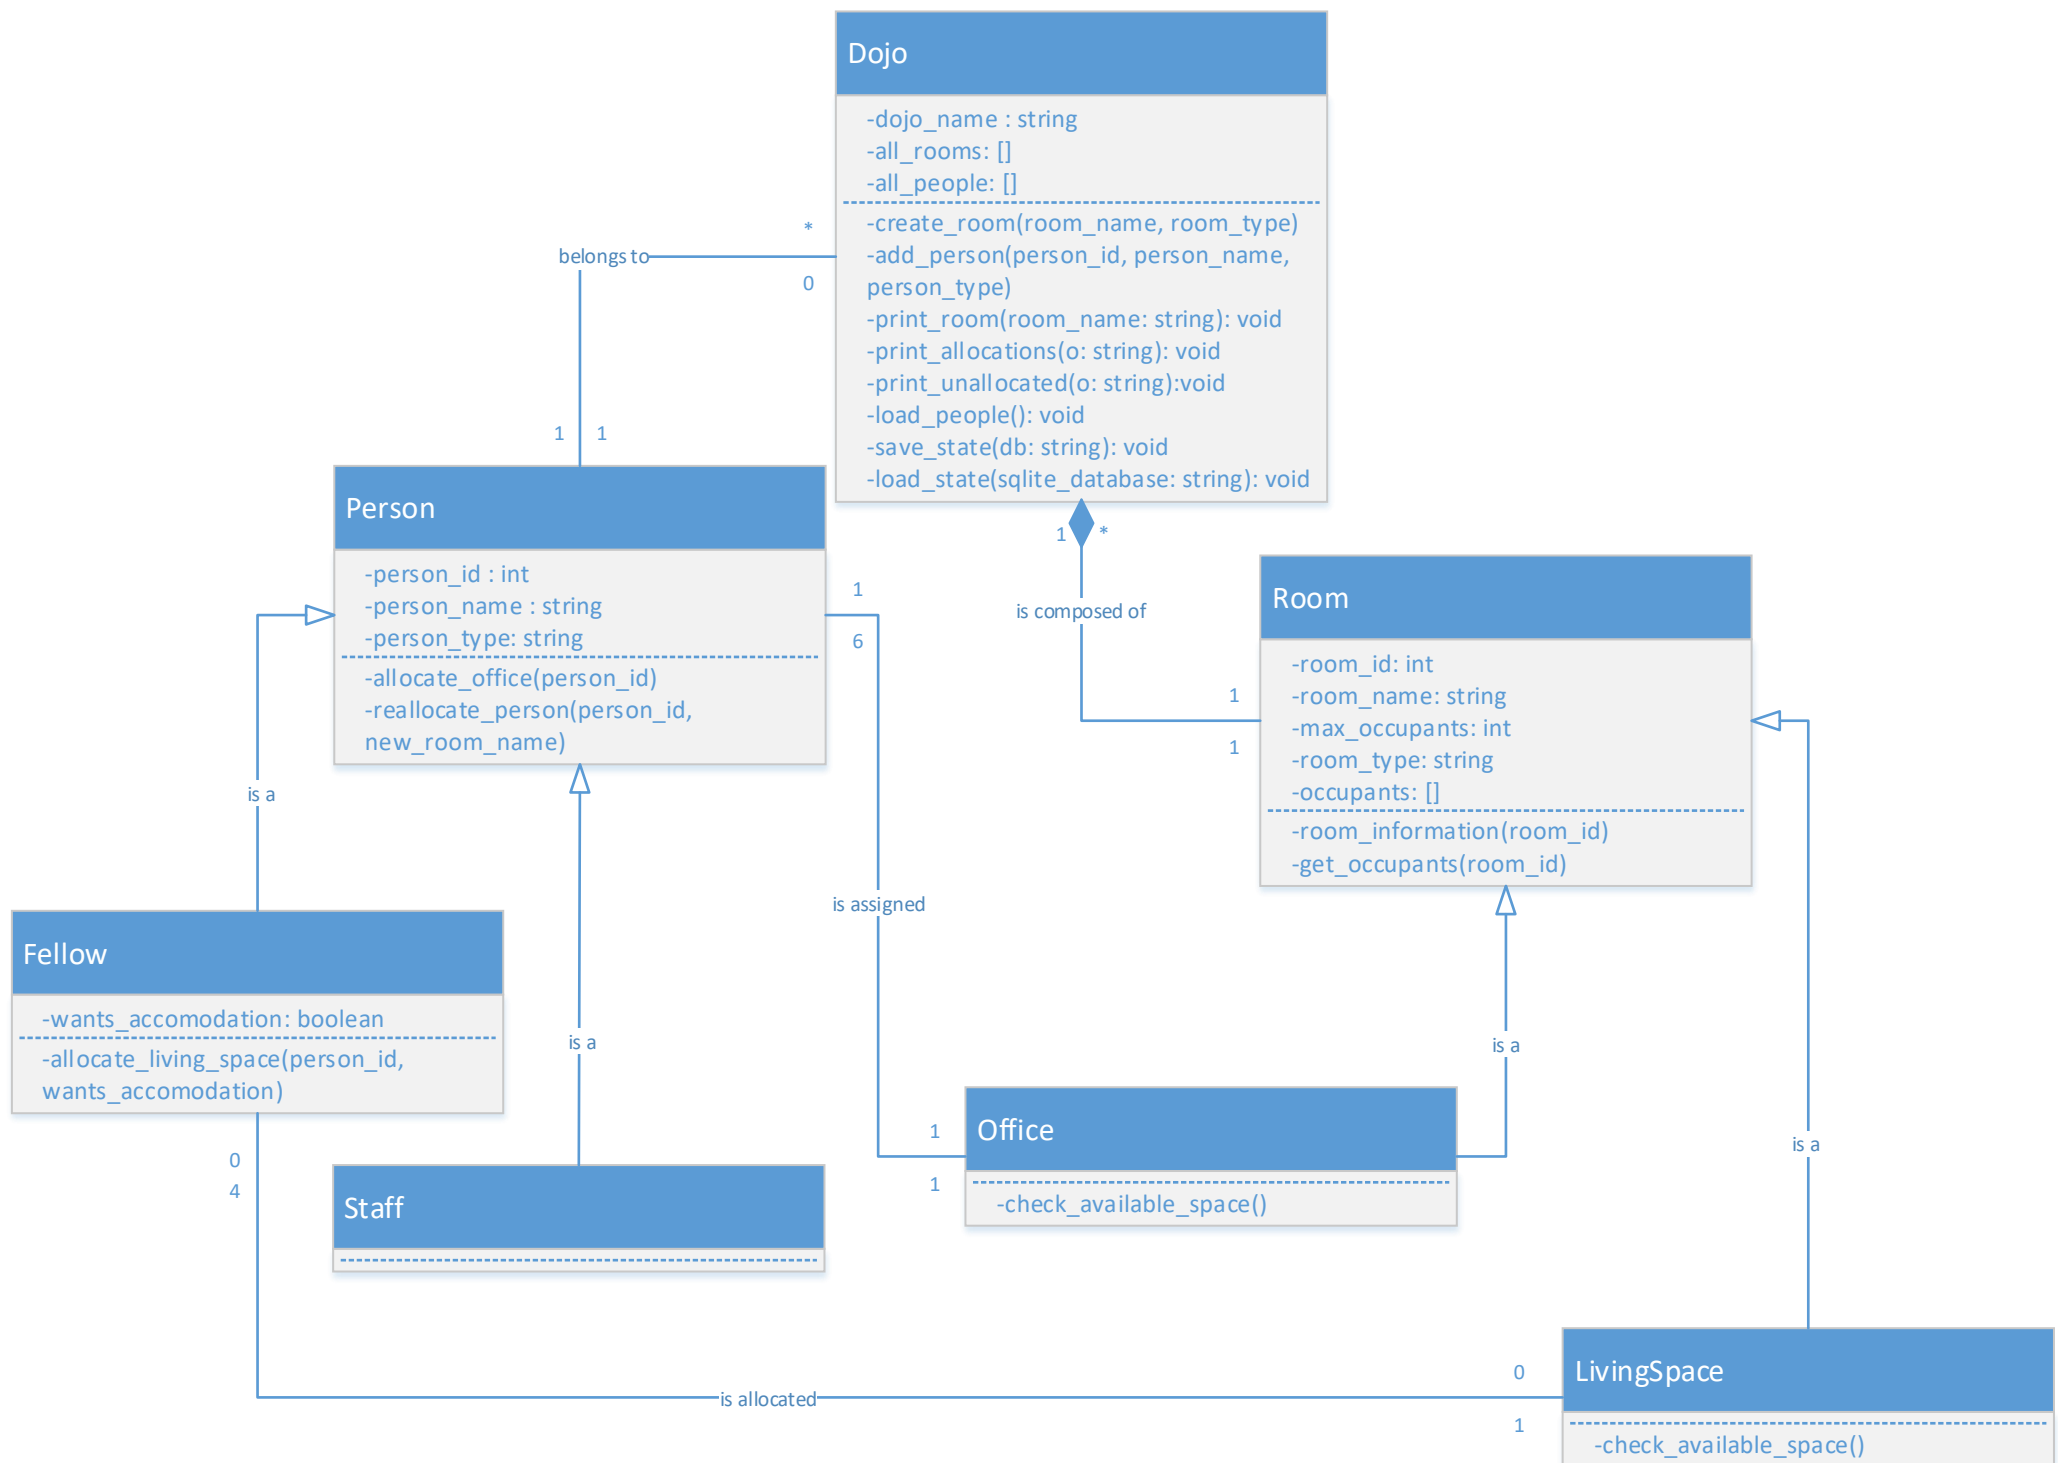 Dojo
-dojo_name : string
-all_rooms: []
-all_people: []
-create_room(room_name, room_type)
-add_person(person_id, person_name,
person_type)
-print_room(room_name: string): void
-print_allocations(o: string): void
-print_unallocated(o: string):void
-load_people(): void
-save_state(db: string): void
-load_state(sqlite_database: string): void
*
belongs to
0
1 1
Person
-person_id : int
-person_name : string
-person_type: string
-allocate_office(person_id)
-reallocate_person(person_id,
new_room_name)
1 *
is composed of
1
1
1
6
Room
-room_id: int
-room_name: string
-max_occupants: int
-room_type: string
-occupants: []
-room_information(room_id)
-get_occupants(room_id)
is a
is assigned
Fellow
-wants_accomodation: boolean
-allocate_living_space(person_id,
wants_accomodation)
is a
is a
is a
0
4
Staff
1
1
Office
-check_available_space()
is allocated
0
1
LivingSpace
-check_available_space()